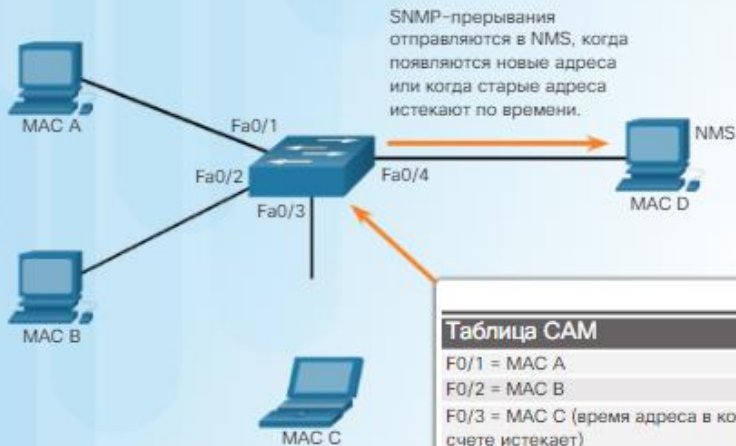 SNMP-прерывания
отправляются в NMS, когда
появляются новые адреса
или когда старые адреса
истекают по времени.
MAC A
Fa0/1
NMS
Fa0/2
Fa0/4
Fa0/3
MAC D
MAC B
Таблица CAM
F0/1 = MAC A
F0/2 = MAC B
F0/3 = MAC C (время адреса в
счете истекает)
MAC C